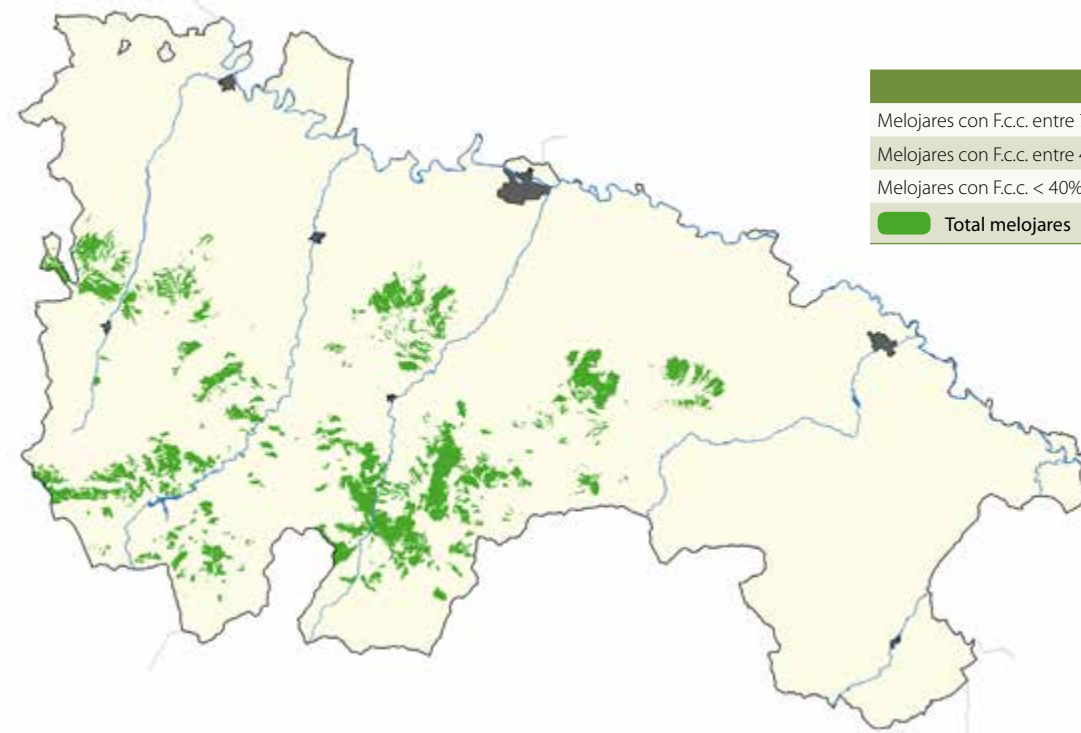 Melojares con F.c.c. entre
Melojares con F.c.c. entre
Melojares con F.c.c. < 40%
Total melojares